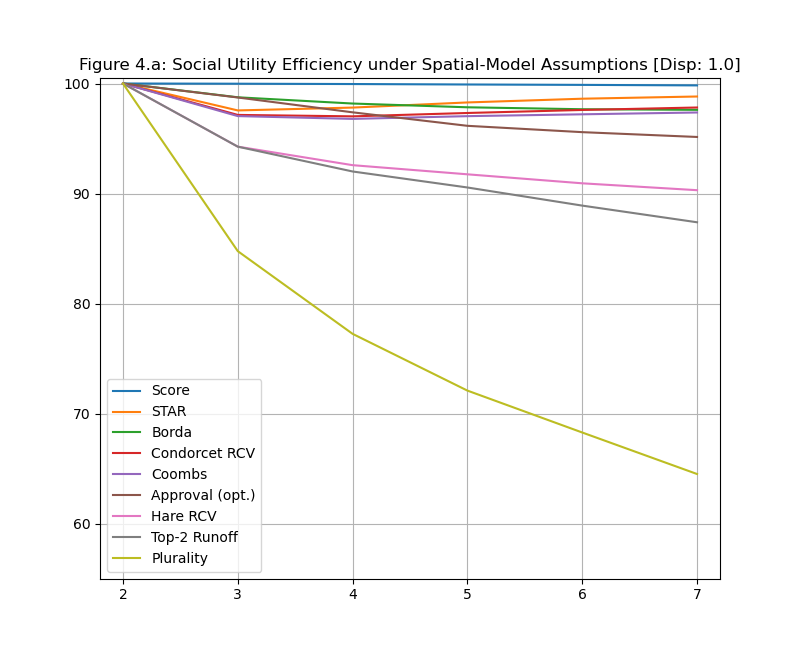 Figure 4.a: Social Utility Efficiency under Spatial-Model Assumptions [Disp: 1.0]
100
90
80
70
60
Score
STAR
Borda
Condorcet RCV
Coombs
Approval (opt.)
Hare RCV
Top-2 Runoff
Plurality
2 3 4 5 6 7